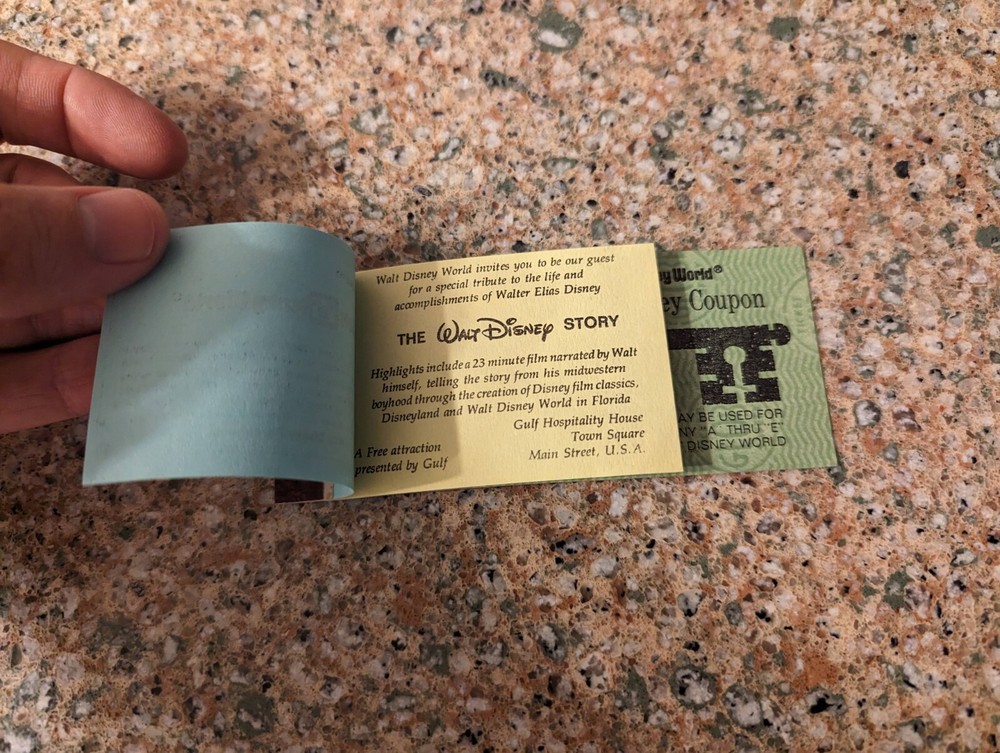 Walt Disney World invites you to be our guest
for a special tribute to the life and
accomplishments of Walter Elias Disney
THE Walt Disney STORY
Highlights include a 23 minute film narrated by Walt
himself, telling the story from his midwestern
boyhood through the creation of Disney film classics,
Disneyland and Walt Disney World in Florida
Gulf Hospitality House
Town Square
Main Street, U.S.A.
A Free attraction
presented by Gulf
World®
Coupon
AY BE USED FOR
NY "A" THRU "E"
DISNEY WORLD